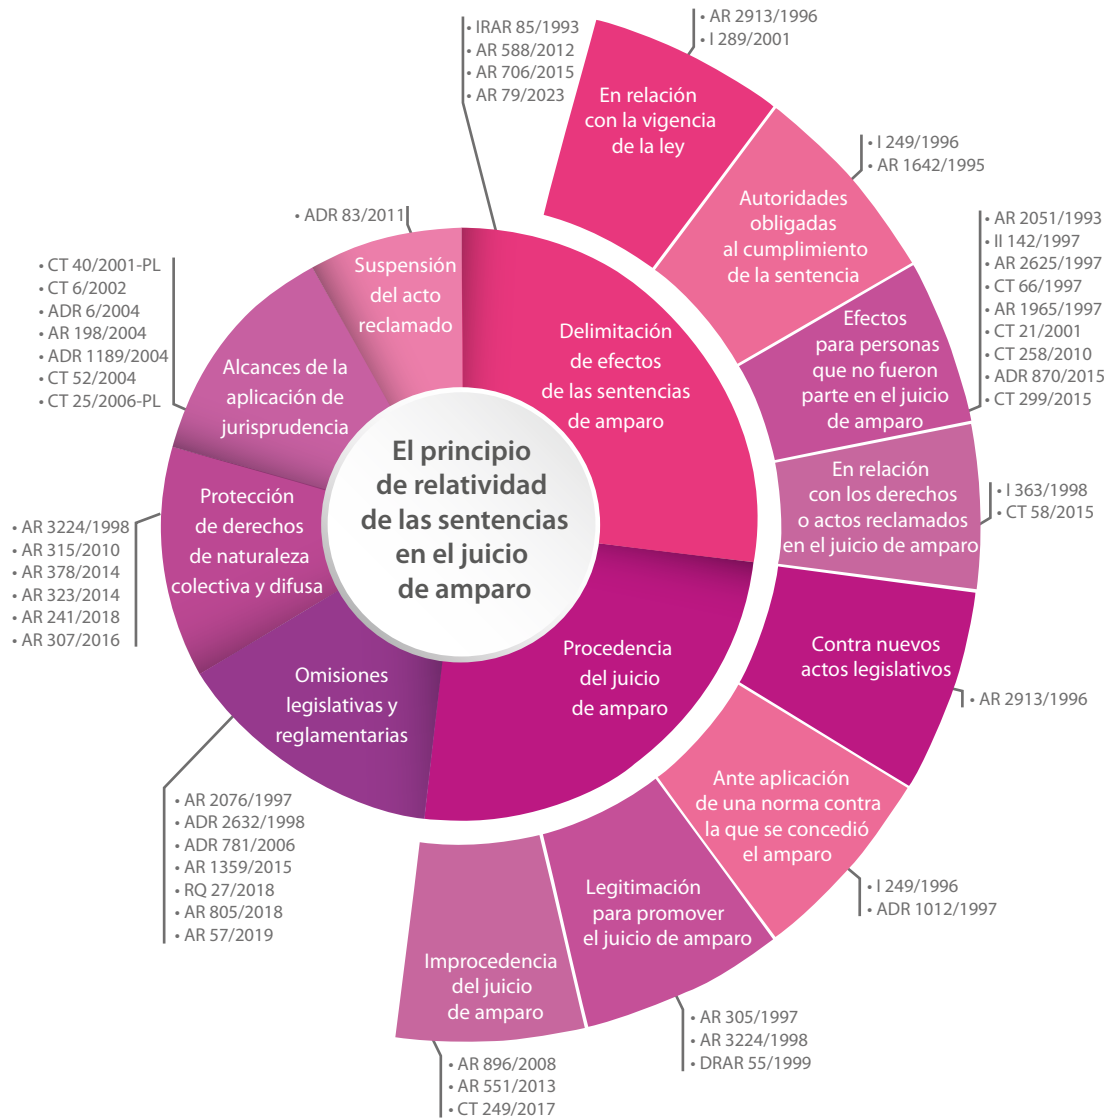 El principio
de relatividad
de las sentencias
en el juicio
de amparo
Delimitación
de efectos
de las sentencias
de amparo
• IRAR 85/1993
• AR 588/2012
• AR 706/2015
• AR 79/2023
En relación
con la vigencia
de la ley
• AR 2913/1996
• I 289/2001
Autoridades
obligadas
al cumplimiento
de la sentencia
• I 249/1996
• AR 1642/1995
Efectos
para personas
que no fueron
parte en el juicio
de amparo
• AR 2051/1993
• II 142/1997
• AR 2625/1997
• CT 66/1997
• AR 1965/1997
• CT 21/2001
• CT 258/2010
• ADR 870/2015
• CT 299/2015
En relación
con los derechos
o actos reclamados
en el juicio de amparo
• I 363/1998
• CT 58/2015
Procedencia
del juicio
de amparo
Contra nuevos
actos legislativos
• AR 2913/1996
Ante aplicación
de una norma contra
la que se concedió
el amparo
• I 249/1996
• ADR 1012/1997
Legitimación
para promover
el juicio de amparo
• AR 305/1997
• AR 3224/1998
• DRAR 55/1999
Improcedencia
del juicio
de amparo
• AR 896/2008
• AR 551/2013
• CT 249/2017
Omisiones
legislativas y
reglamentarias
• AR 2076/1997
• ADR 2632/1998
• ADR 781/2006
• AR 1359/2015
• RQ 27/2018
• AR 805/2018
• AR 57/2019
Protección
de derechos
de naturaleza
colectiva y difusa
• AR 3224/1998
• AR 315/2010
• AR 378/2014
• AR 323/2014
• AR 241/2018
• AR 307/2016
Alcances de la
aplicación de
jurisprudencia
• CT 40/2001-PL
• CT 6/2002
• ADR 6/2004
• AR 198/2004
• ADR 1189/2004
• CT 52/2004
• CT 25/2006-PL
Suspensión
del acto
reclamado
• ADR 83/2011